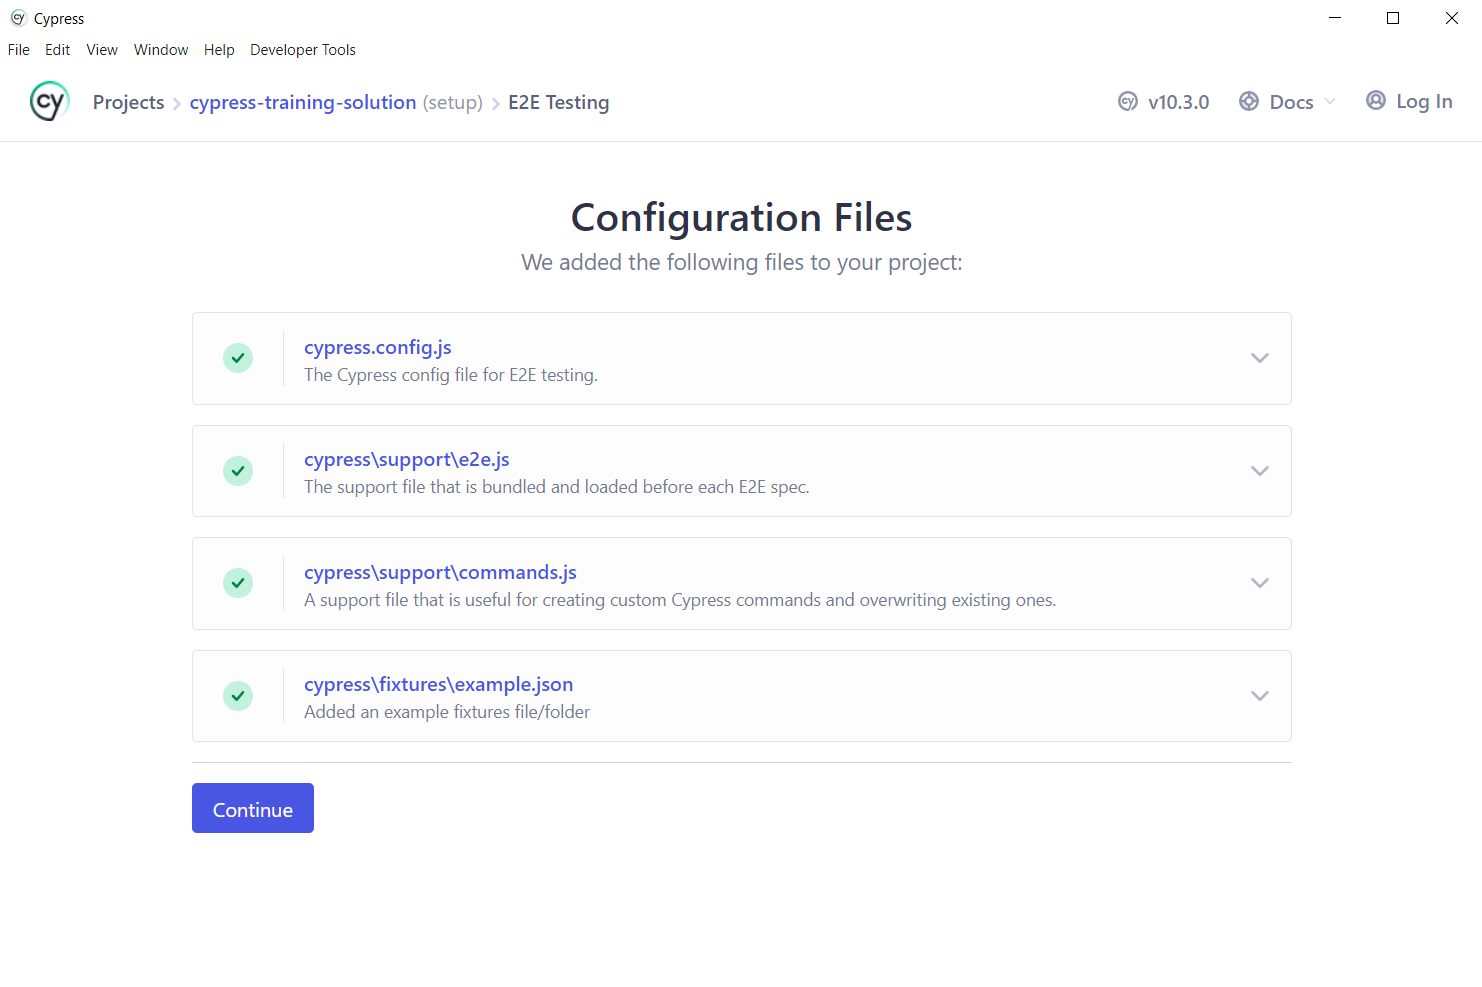 cy Cypress
File Edit View Window Help Developer Tools
cy Projects cypress-training-solution (setup) E2E Testing cy v10.3.0 Docs Log In
Configuration Files
We added the following files to your project:
cypress.config.js
The Cypress config file for E2E testing.
cypress\support\e2e.js
The support file that is bundled and loaded before each E2E spec.
cypress\support\commands.js
A support file that is useful for creating custom Cypress commands and overwriting existing ones.
cypress\fixtures\example.json
Added an example fixtures file/folder
Continue